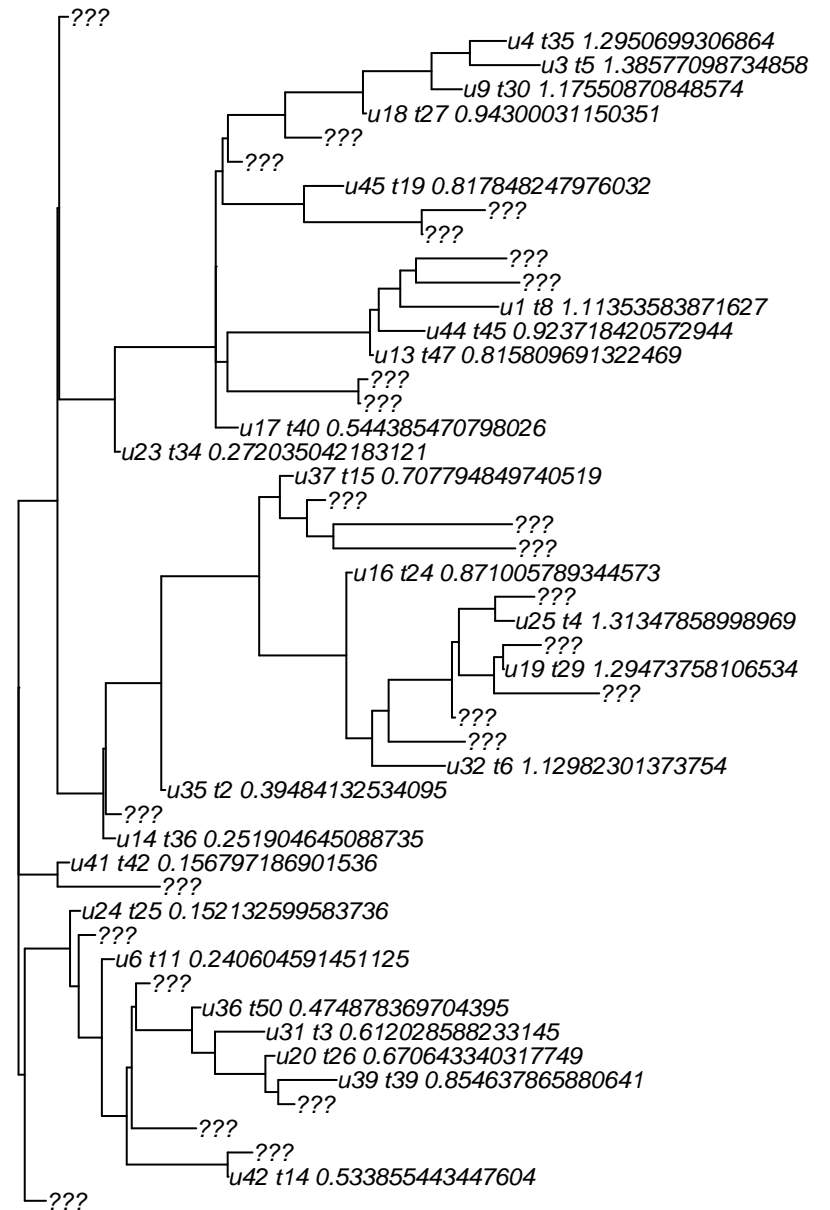 ???
u4 t35 1.2950699306864
u3 t5 1.38577098734858
u9 t30 1.17550870848574
u18 t27 0.94300031150351
???
???
u45 t19 0.817848247976032
???
???
???
???
u1 t8 1.11353583871627
u44 t45 0.923718420572944
u13 t47 0.815809691322469
???
???
u17 t40 0.544385470798026
u23 t34 0.272035042183121
u37 t15 0.707794849740519
???
???
???
u16 t24 0.871005789344573
???
u25 t4 1.31347858998969
???
u19 t29 1.29473758106534
???
???
???
u32 t6 1.12982301373754
u35 t2 0.39484132534095
???
u14 t36 0.251904645088735
u41 t42 0.156797186901536
???
u24 t25 0.152132599583736
???
u6 t11 0.240604591451125
???
u36 t50 0.474878369704395
u31 t3 0.612028588233145
u20 t26 0.670643340317749
u39 t39 0.854637865880641
???
???
???
u42 t14 0.533855443447604
???